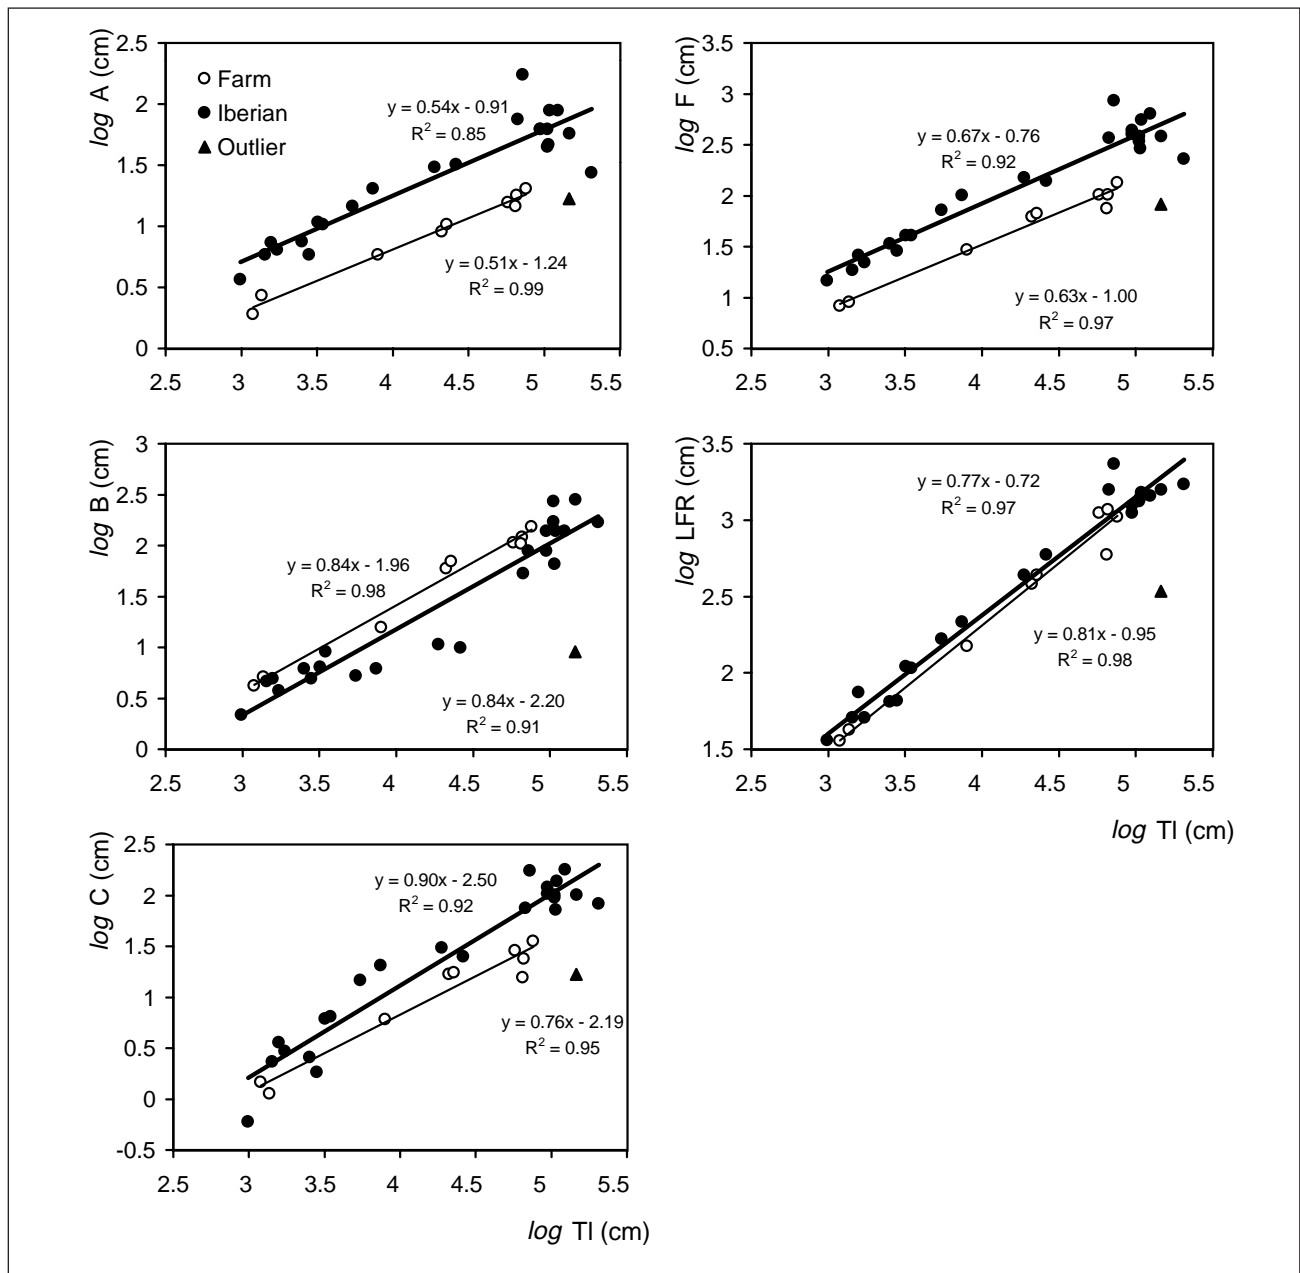 log A (cm)
2.5
2
1.5
1
0.5
0
Farm
Iberian
Outlier
y = 0.54x - 0.91
R2 = 0.85
y = 0.51x - 1.24
R2 = 0.99
2.5 3 3.5 4 4.5 5 5.5
log F (cm)
3.5
3
2.5
2
1.5
1
0.5
y = 0.67x - 0.76
R2 = 0.92
y = 0.63x - 1.00
R2 = 0.97
2.5 3 3.5 4 4.5 5 5.5
log B (cm)
3
2.5
2
1.5
1
0.5
0
y = 0.84x - 1.96
R2 = 0.98
y = 0.84x - 2.20
R2 = 0.91
2.5 3 3.5 4 4.5 5 5.5
log LFR (cm)
3.5
3
2.5
2
1.5
y = 0.77x - 0.72
R2 = 0.97
y = 0.81x - 0.95
R2 = 0.98
2.5 3 3.5 4 4.5 5 5.5
log Tl (cm)
log C (cm)
2.5
2
1.5
1
0.5
0
-0.5
y = 0.90x - 2.50
R2 = 0.92
y = 0.76x - 2.19
R2 = 0.95
2.5 3 3.5 4 4.5 5 5.5
log Tl (cm)